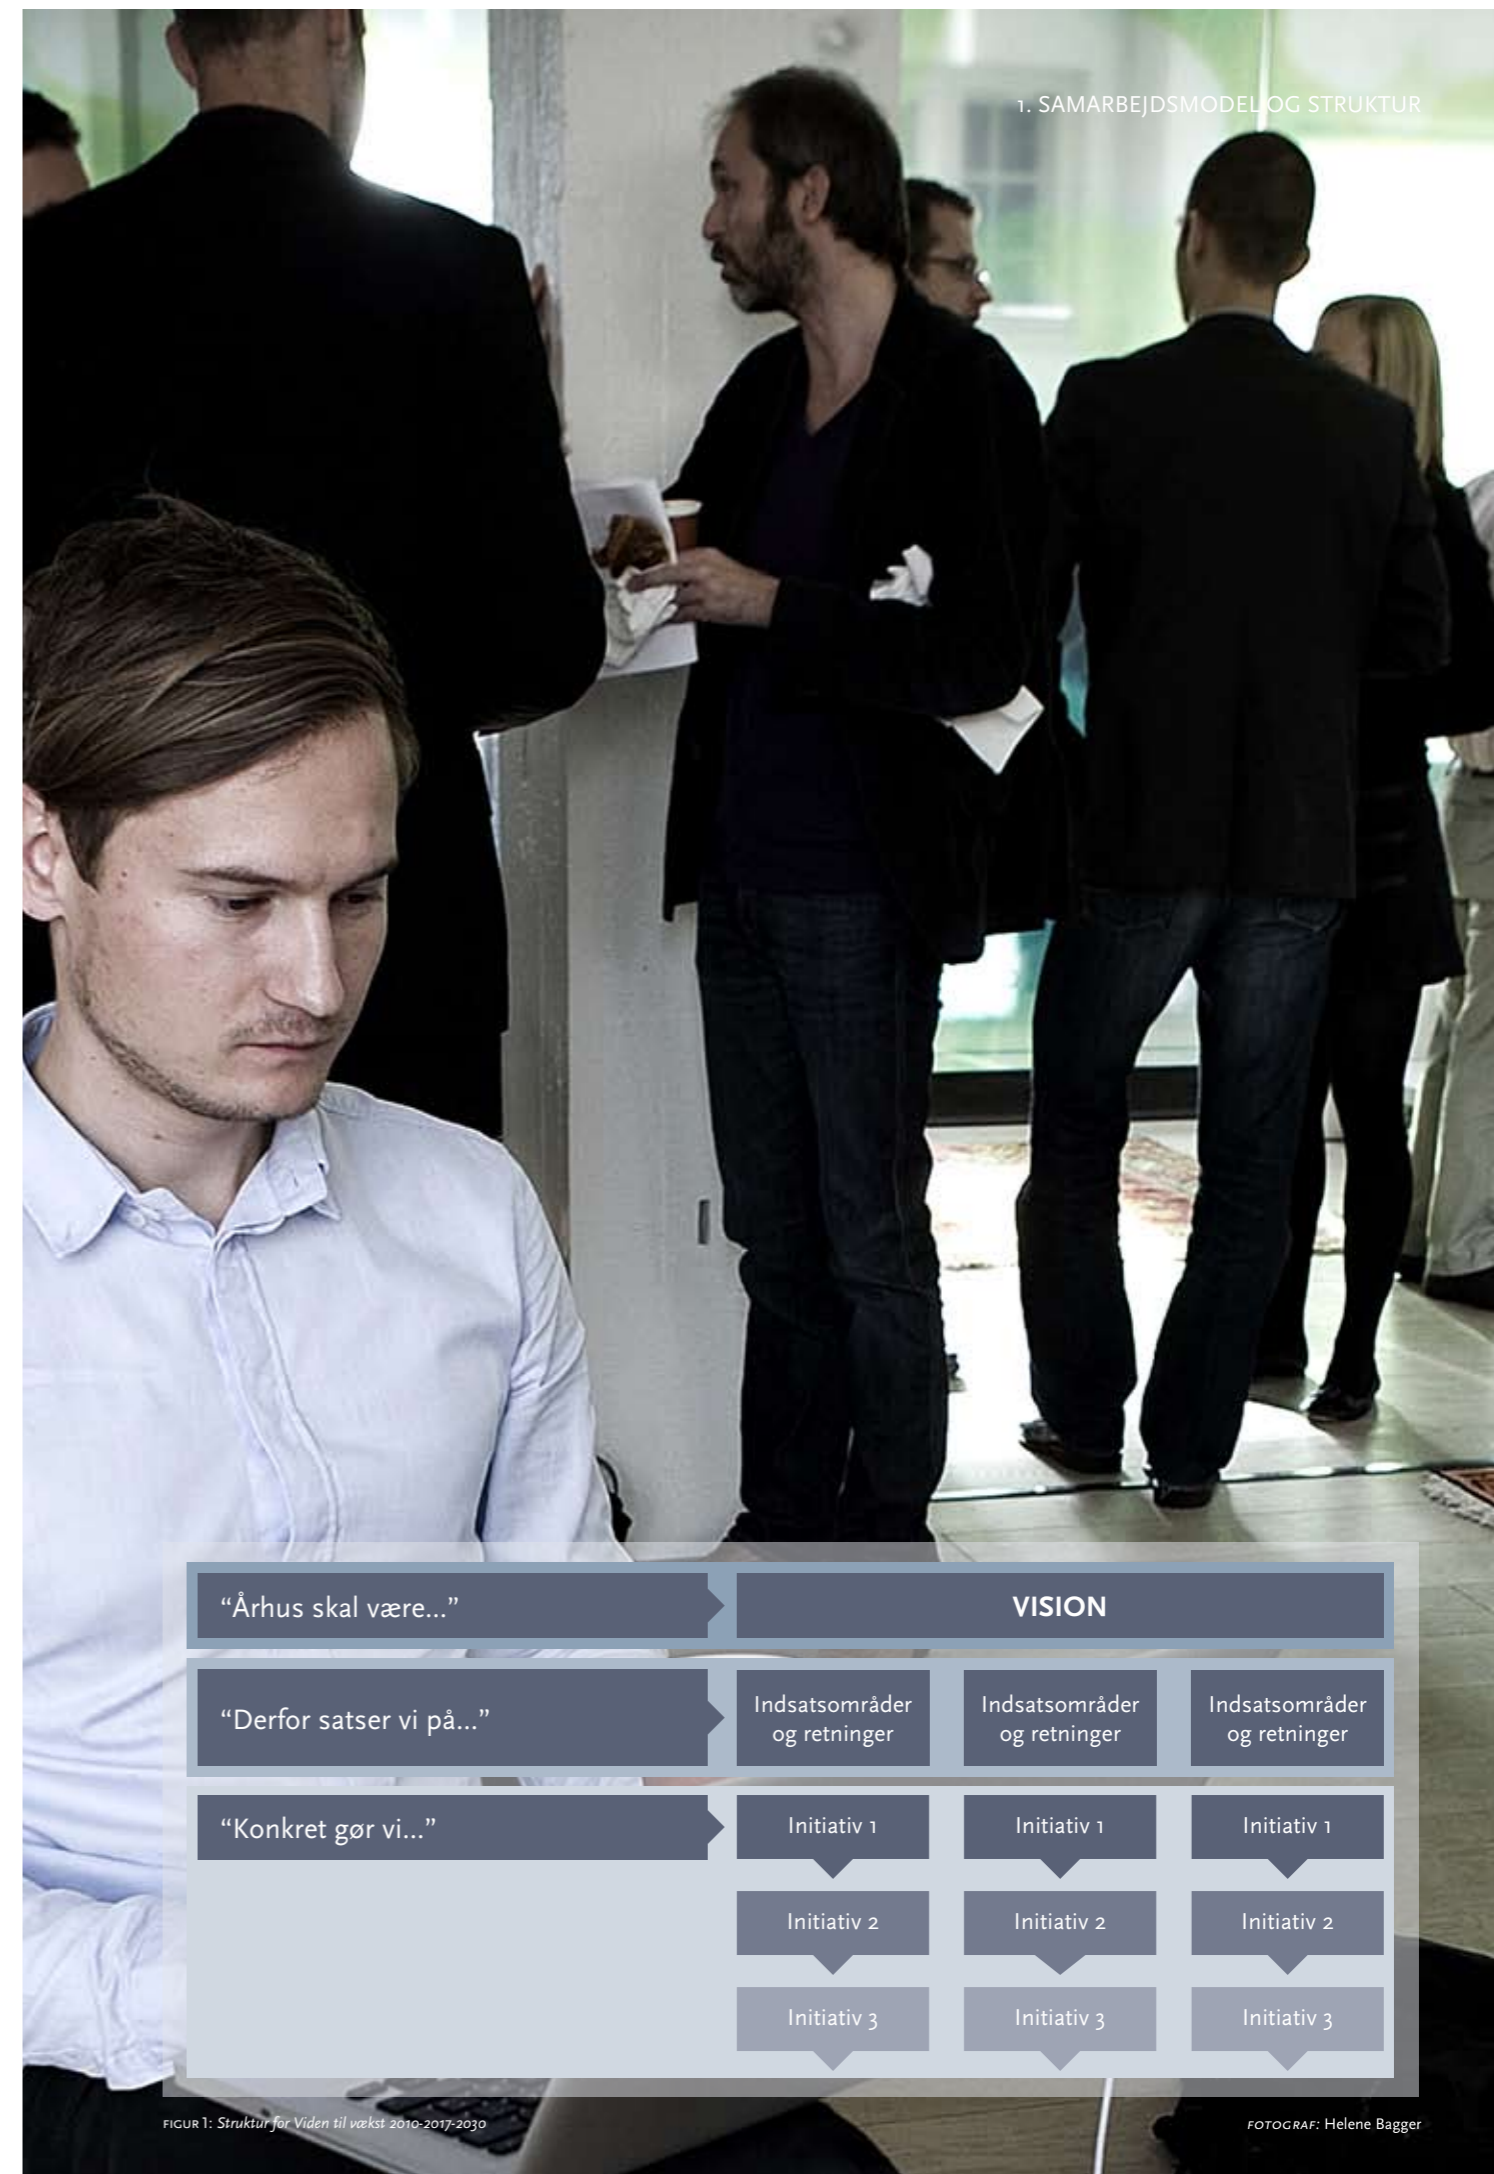 1. SAMARBEJDSMODEL OG STRUKTUR
“Århus skal være...”
VISION
“Derfor satser vi på...”
Indsatsområder
og retninger
Indsatsområder
og retninger
Indsatsområder
og retninger
“Konkret gør vi...”
Initiativ 1
Initiativ 1
Initiativ 1
Initiativ 2
Initiativ 2
Initiativ 2
Initiativ 3
Initiativ 3
Initiativ 3
FIGUR 1: Struktur for Viden til vækst 2010-2017-2030
FOTOGRAF: Helene Bagger